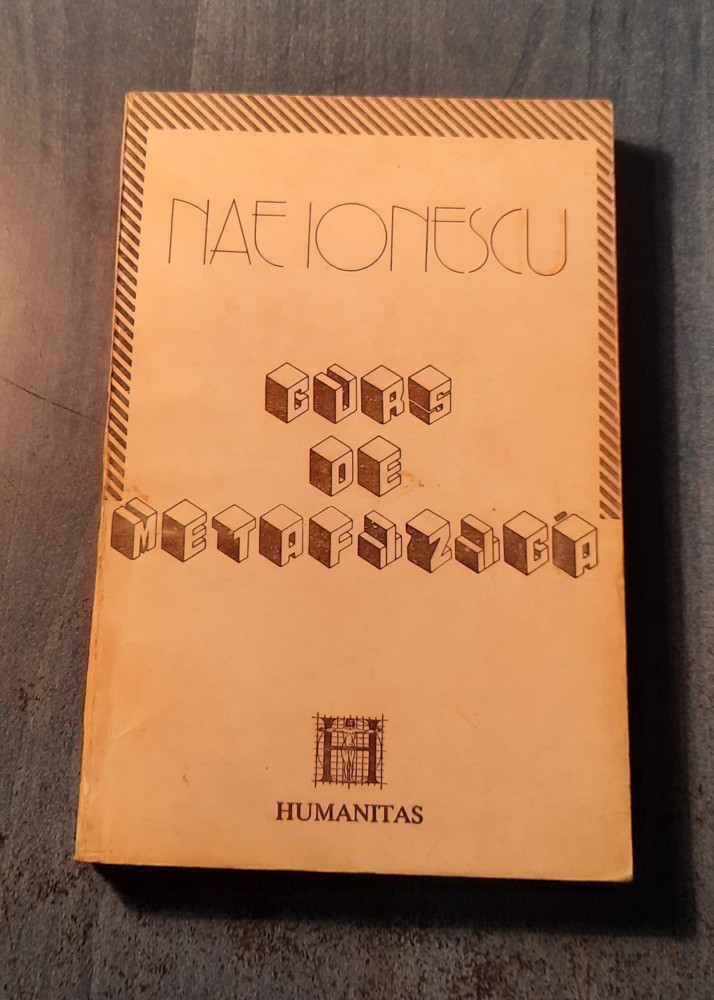 NAE IONESCU
CURS
DE
METAFIZICĂ
H
HUMANITAS